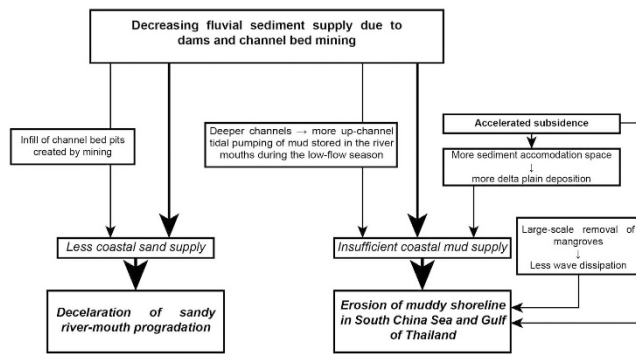 Decreasing fluvial sediment supply due to
dams and channel bed mining
Infill of channel bed pits
created by mining
Deeper channels → more up-channel
tidal pumping of mud stored in the river
mouths during the low-flow season
Accelerated subsidence
More sediment accomodation space
↓
more delta plain deposition
Less coastal sand supply
Insufficient coastal mud supply
Large-scale removal of
mangroves
↓
Less wave dissipation
Decelaration of sandy
river-mouth progradation
Erosion of muddy shoreline
in South China Sea and Gulf
of Thailand